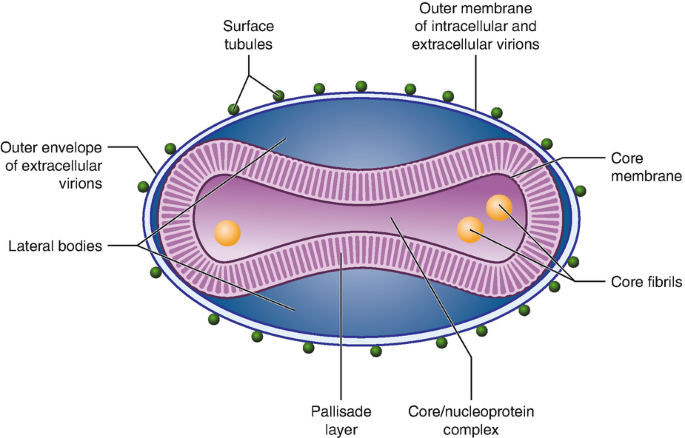 Surface
tubules
Outer membrane
of intracellular and
extracellular virions
Outer envelope
of extracellular
virions
Core
membrane
Lateral bodies
Core fibrils
Pallisade
layer
Core/nucleoprotein
complex